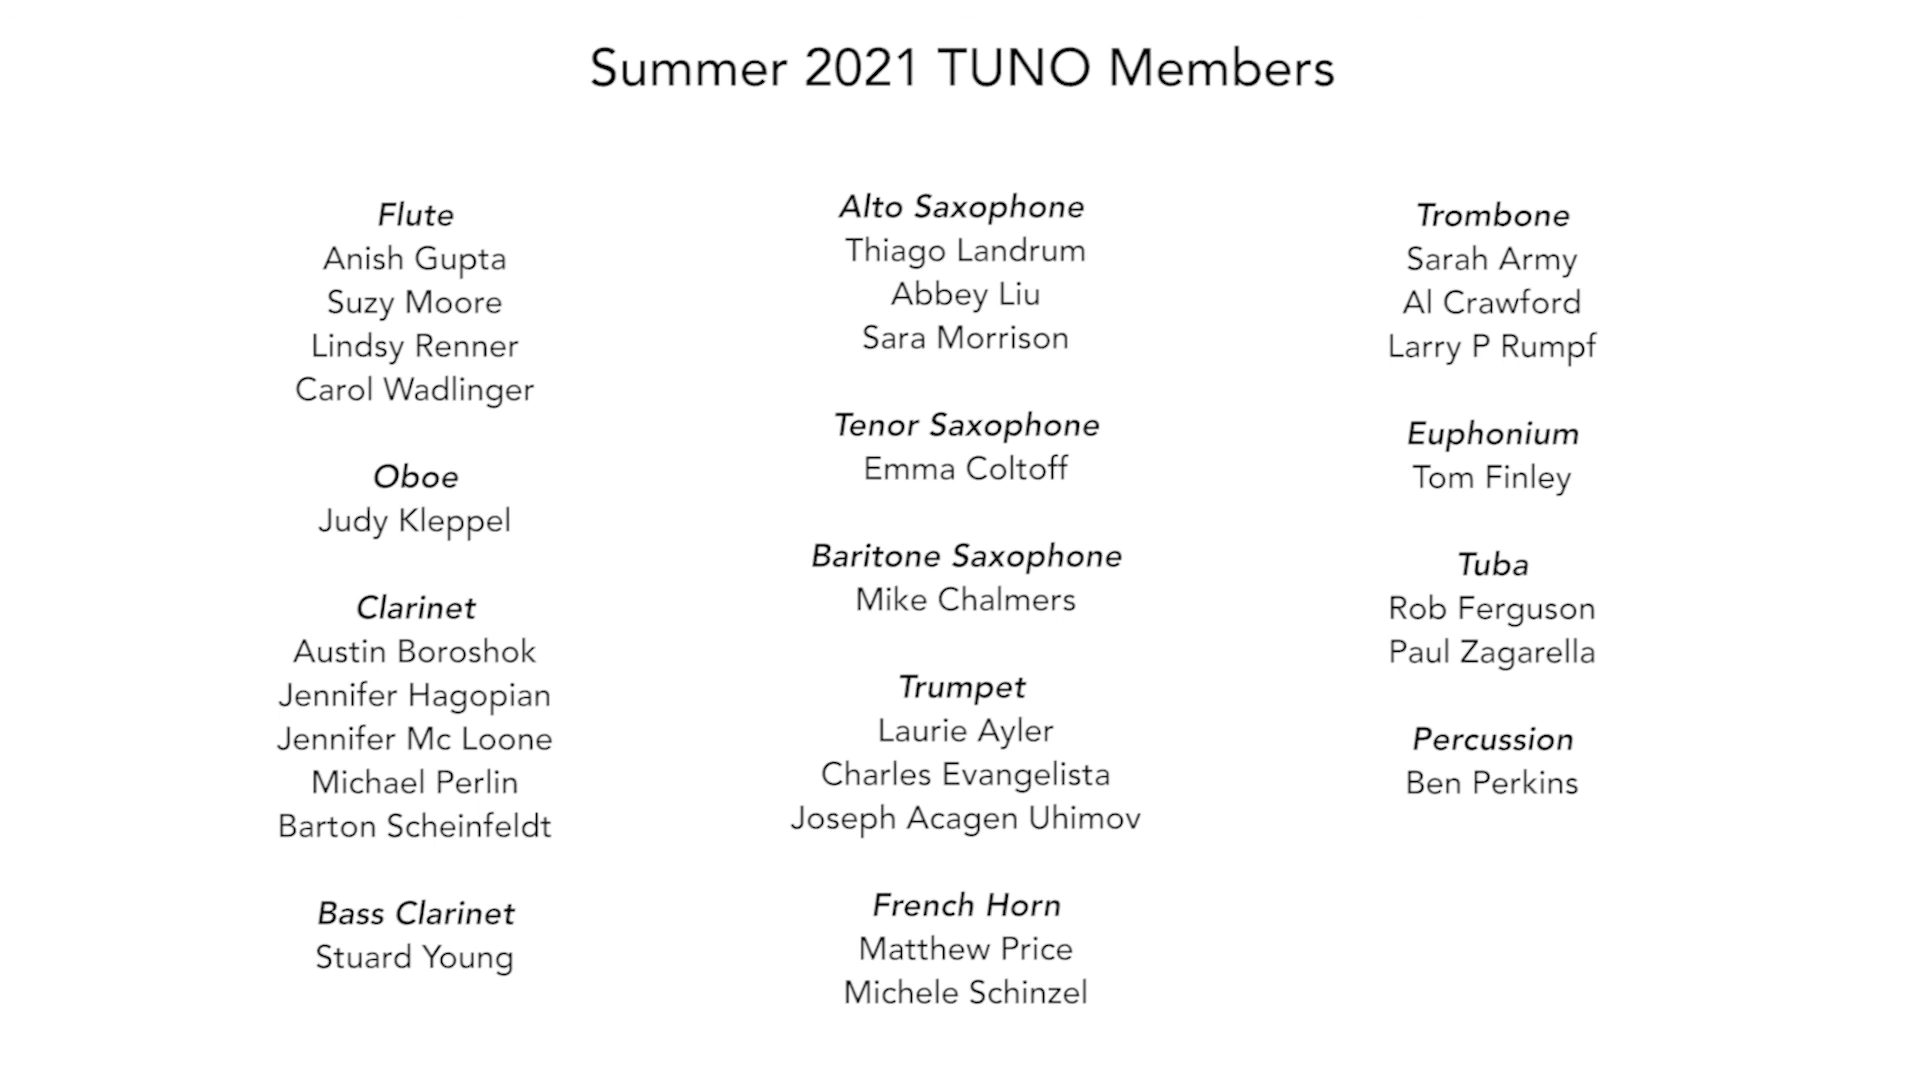 Summer 2021 TUNO Members
Flute
Anish Gupta
Suzy Moore
Lindsy Renner
Carol Wadlinger
Oboe
Judy Kleppel
Clarinet
Austin Boroshok
Jennifer Hagopian
Jennifer Mc Loone
Michael Perlin
Barton Scheinfeldt
Bass Clarinet
Stuard Young
Alto Saxophone
Thiago Landrum
Abbey Liu
Sara Morrison
Tenor Saxophone
Emma Coltoff
Baritone Saxophone
Mike Chalmers
Trumpet
Laurie Ayler
Charles Evangelista
Joseph Acagen Uhimov
French Horn
Matthew Price
Michele Schinzel
Trombone
Sarah Army
Al Crawford
Larry P Rumpf
Euphonium
Tom Finley
Tuba
Rob Ferguson
Paul Zagarella
Percussion
Ben Perkins